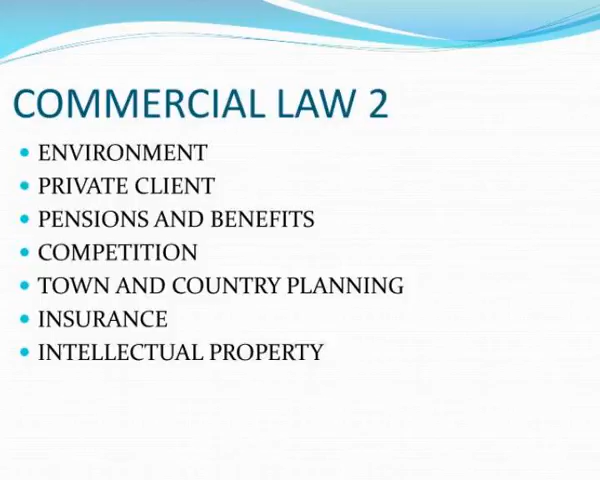 COMMERCIAL LAW 2
• ENVIRONMENT
• PRIVATE CLIENT
• PENSIONS AND BENEFITS
• COMPETITION
• TOWN AND COUNTRY PLANNING
• INSURANCE
• INTELLECTUAL PROPERTY